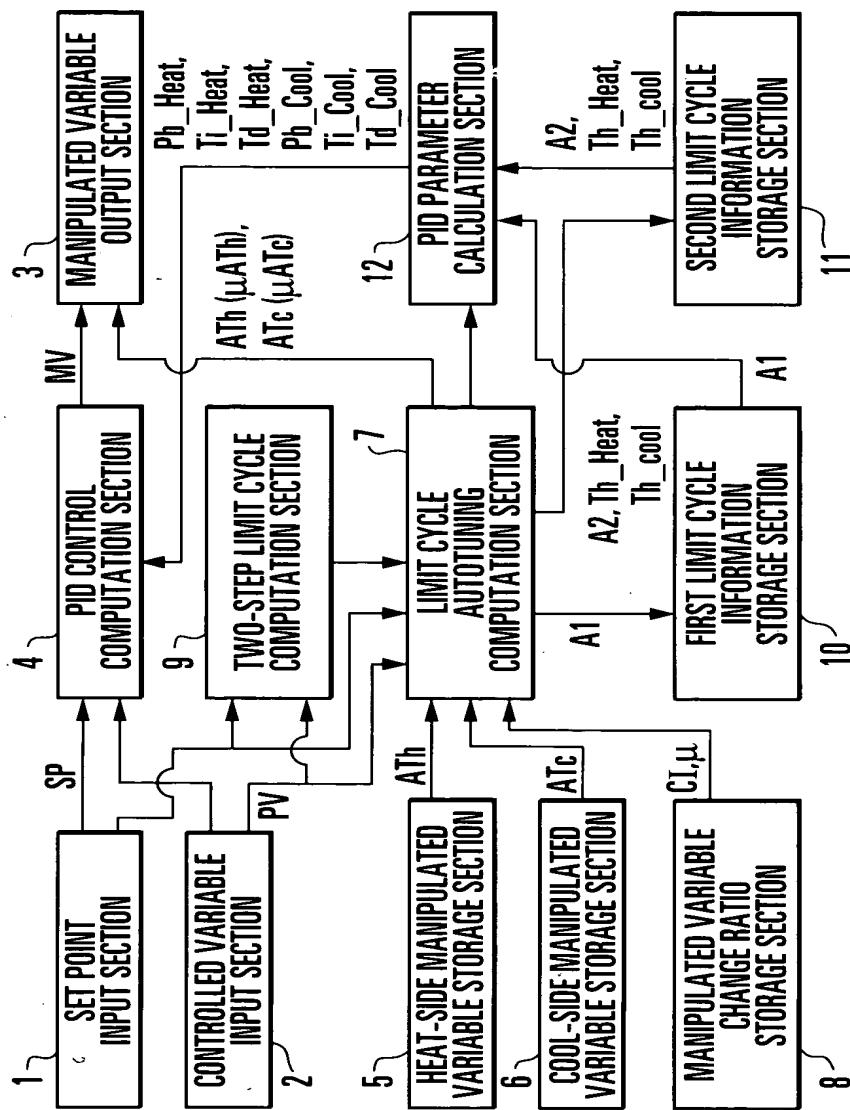 1
SET POINT
INPUT SECTION
SP
2
CONTROLLED VARIABLE
INPUT SECTION
PV
4
PID CONTROL
COMPUTATION SECTION
MV
3
MANIPULATED VARIABLE
OUTPUT SECTION
9
TWO-STEP LIMIT CYCLE
COMPUTATION SECTION
ATh (μATh),
ATc (μATc)
Pb_Heat,
Ti_Heat,
Td_Heat,
Pb_Cool,
Ti_Cool,
Td_Cool
5
HEAT-SIDE MANIPULATED
VARIABLE STORAGE SECTION
ATh
6
COOL-SIDE MANIPULATED
VARIABLE STORAGE SECTION
ATc
8
MANIPULATED VARIABLE
CHANGE RATIO
STORAGE SECTION
CI,μ
7
LIMIT CYCLE
AUTOTUNING
COMPUTATION SECTION
12
PID PARAMETER
CALCULATION SECTION
A1
A2, Th_Heat,
Th_cool
A2,
Th_Heat,
Th_cool
10
FIRST LIMIT CYCLE
INFORMATION
STORAGE SECTION
A1
11
SECOND LIMIT CYCLE
INFORMATION
STORAGE SECTION